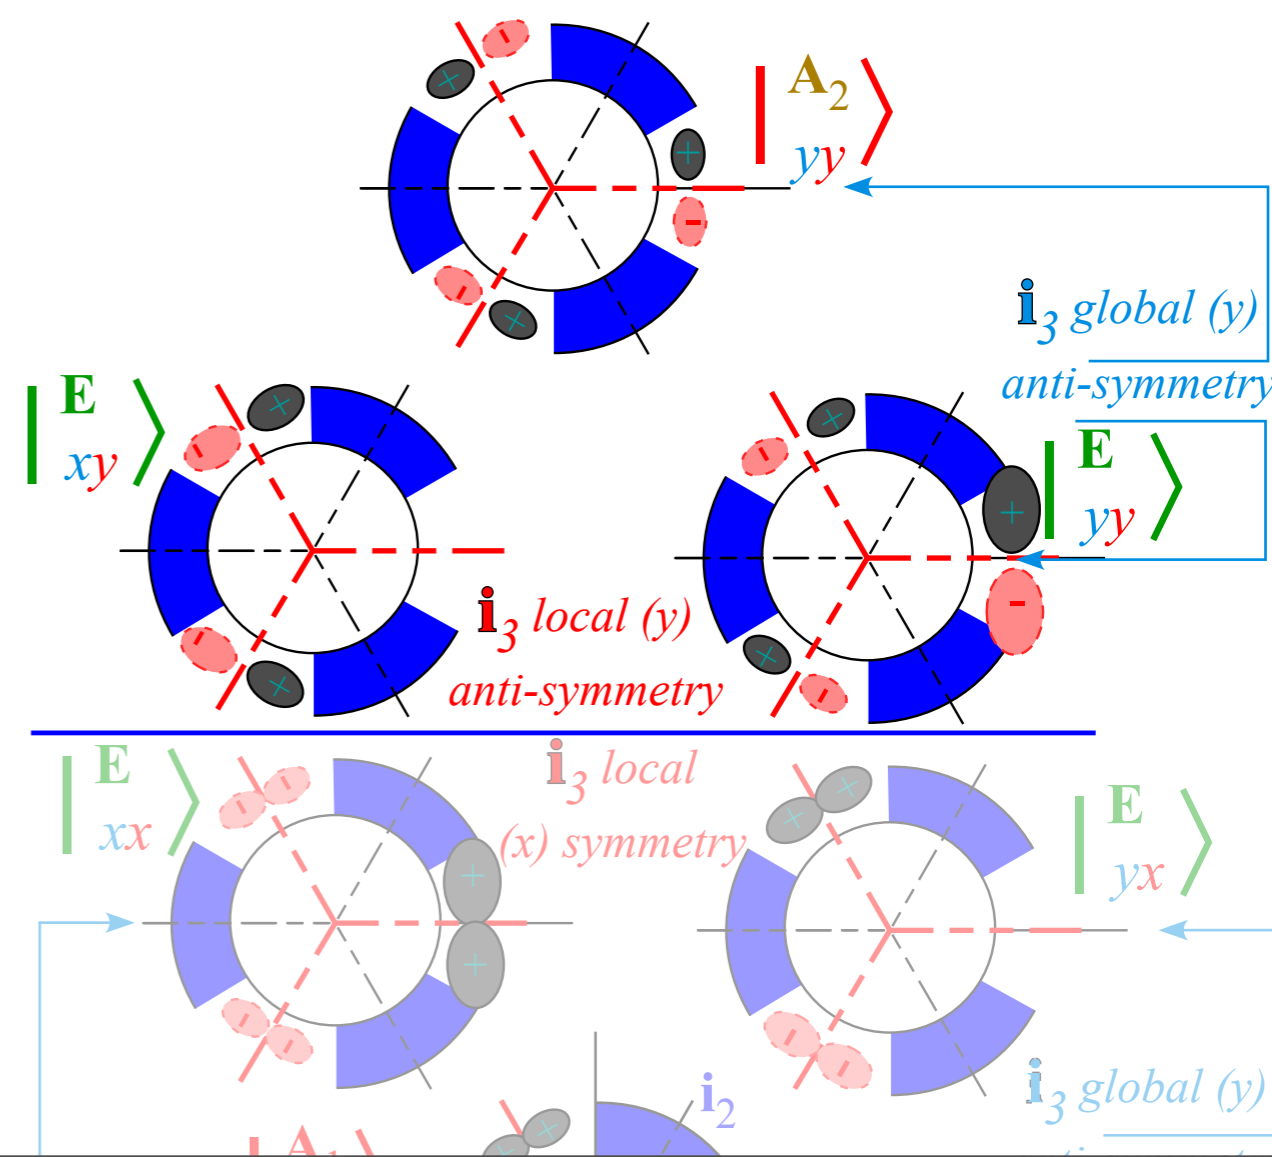 A₂
yy
i₃ global (y)
anti-symmetry
E
xy
E
yy
i₃ local (y)
anti-symmetry
E
xx
i₃ local
(x) symmetry
E
yx
i₃ global (y)
i₂